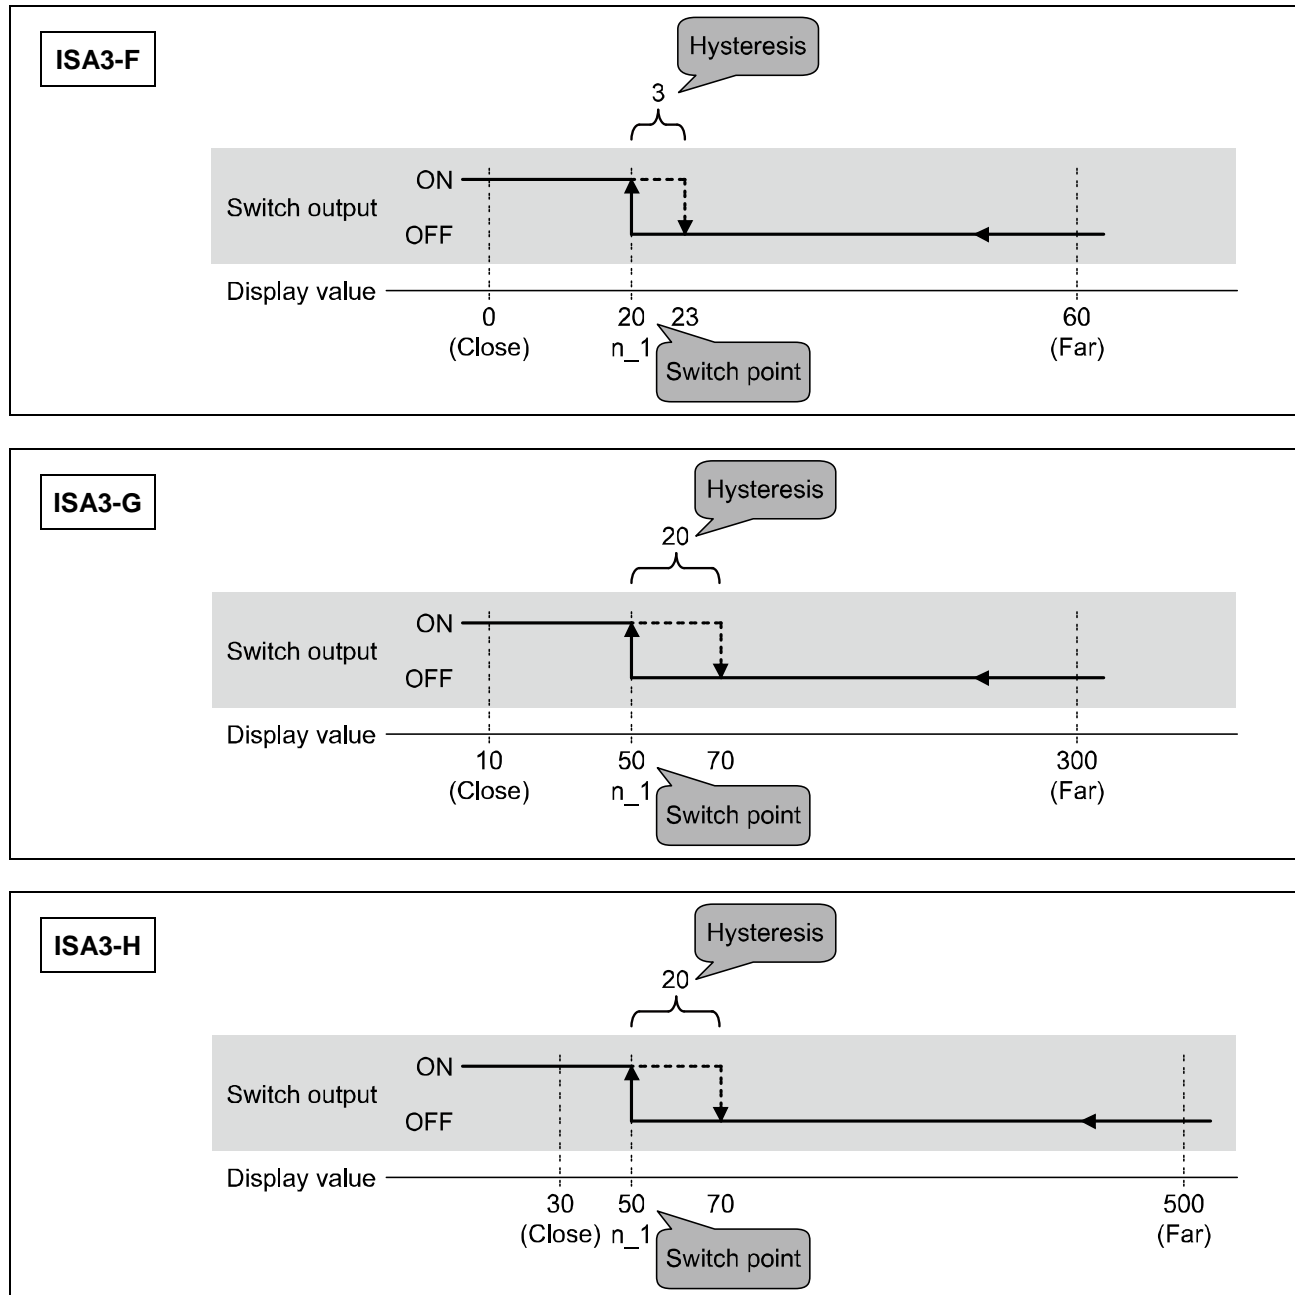 ISA3-F
Hysteresis
3
ON
Switch output
OFF
Display value
0 20 23 60
(Close) n_1 (Far)
Switch point
ISA3-G
Hysteresis
20
ON
Switch output
OFF
Display value
10 50 70 300
(Close) n_1 (Far)
Switch point
ISA3-H
Hysteresis
20
ON
Switch output
OFF
Display value
30 50 70 500
(Close) n_1 (Far)
Switch point